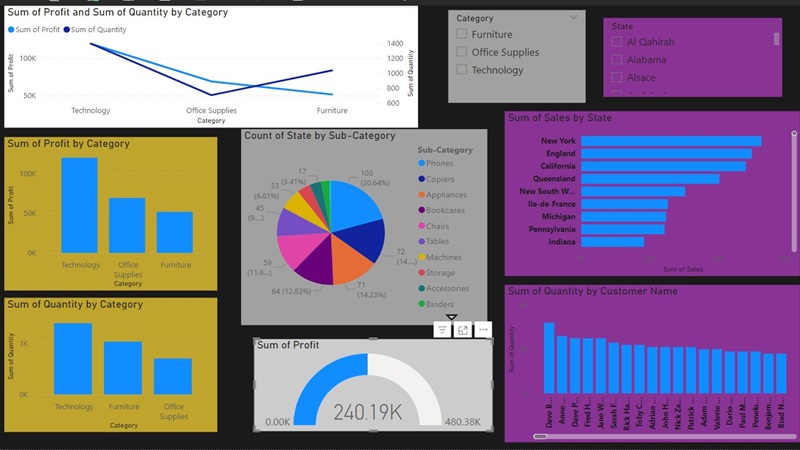 Sum of Profit and Sum of Quantity by Category
Sum of Profit Sum of Quantity
100K
50K
Sum of Profit
1400
1200
1000
800
600
Sum of Quantity
Technology Office Supplies Furniture
Category
Category
Furniture
Office Supplies
Technology
State
Al Qahirah
Alabama
Alsace
Sum of Profit by Category
100K
50K
0K
Sum of Profit
Technology Office Supplies Furniture
Category
Count of State by Sub-Category
17
(3.41%)
33
(6.61%)
45
(9...)
59
(11.8...)
64 (12.83%)
71
(14.23%)
72
(14....)
103
(20.64%)
Sub-Category
Phones
Copiers
Appliances
Bookcases
Chairs
Tables
Machines
Storage
Accessories
Binders
Sum of Sales by State
New York
England
California
Queensland
New South W...
Ile-de-France
Michigan
Pennsylvania
Indiana
Sum of Sales
Sum of Quantity by Category
1K
0K
Sum of Quantity
Technology Furniture Office Supplies
Category
Sum of Profit
0.00K
240.19K
480.38K
Sum of Quantity by Customer Name
Sum of Quantity
Dave B...
Anne ...
Dave P...
Fred H...
Jane W...
Sarah F...
Rick Ha...
Toby C...
Adrian ...
John H...
Nick Za...
Patrick ...
Adam ...
Valerie ...
Dario ...
Paul M...
Penelo...
Benjam...
Brad N...